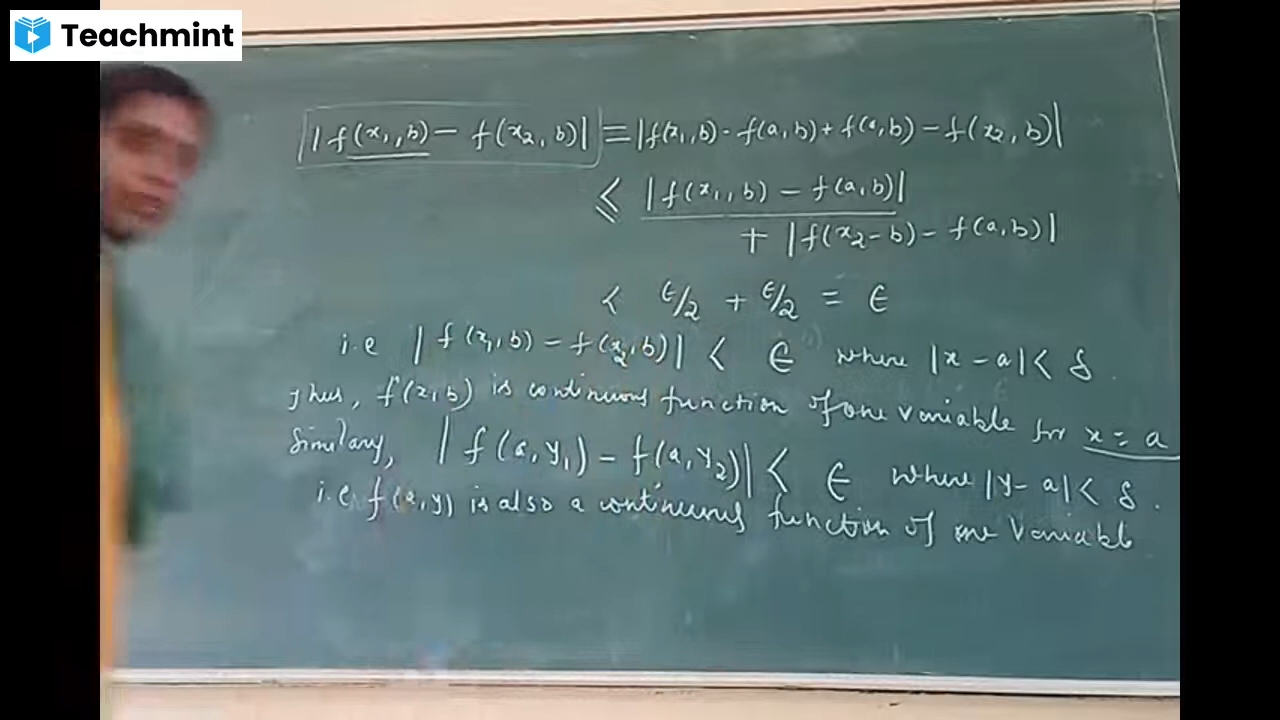 Teachmint
|f(x₁,b) - f(x₂,b)| = |f(x₁,b) - f(a,b) + f(a,b) - f(x₂,b)|
≤ |f(x₁,b) - f(a,b)|
+ |f(x₂-b) - f(a,b)|
< ϵ/2 + ϵ/2 = ϵ
i.e |f(x₁,b) - f(x₂,b)| < ϵ where |x-a| < δ.
Thus, f(x,b) is continuous function of one variable for x = a
Similary, |f(a,y₁) - f(a,y₂)| < ϵ where |y-a| < δ.
i.e f(a,y) is also a continuous function of one variable